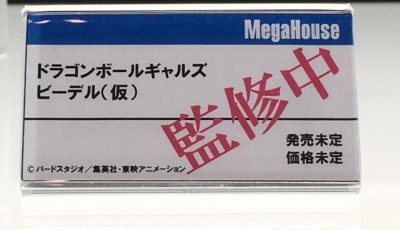 MegaHouse
ドラゴンボールギャルズ
ビーデル（仮）
監修中
発売未定
価格未定
© バードスタジオ／集英社・東映アニメーション